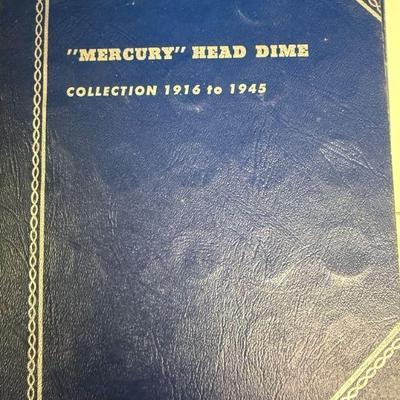 "MERCURY" HEAD DIME
COLLECTION 1916 to 1945